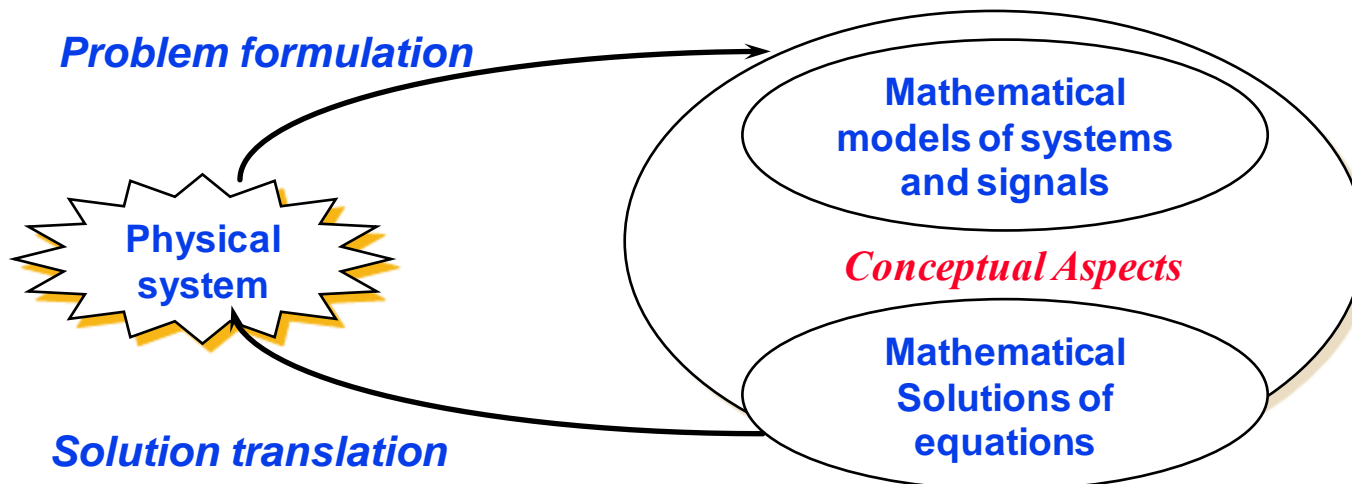 Problem formulation
Mathematical
models of systems
and signals
Physical
system
Conceptual Aspects
Mathematical
Solutions of
equations
Solution translation